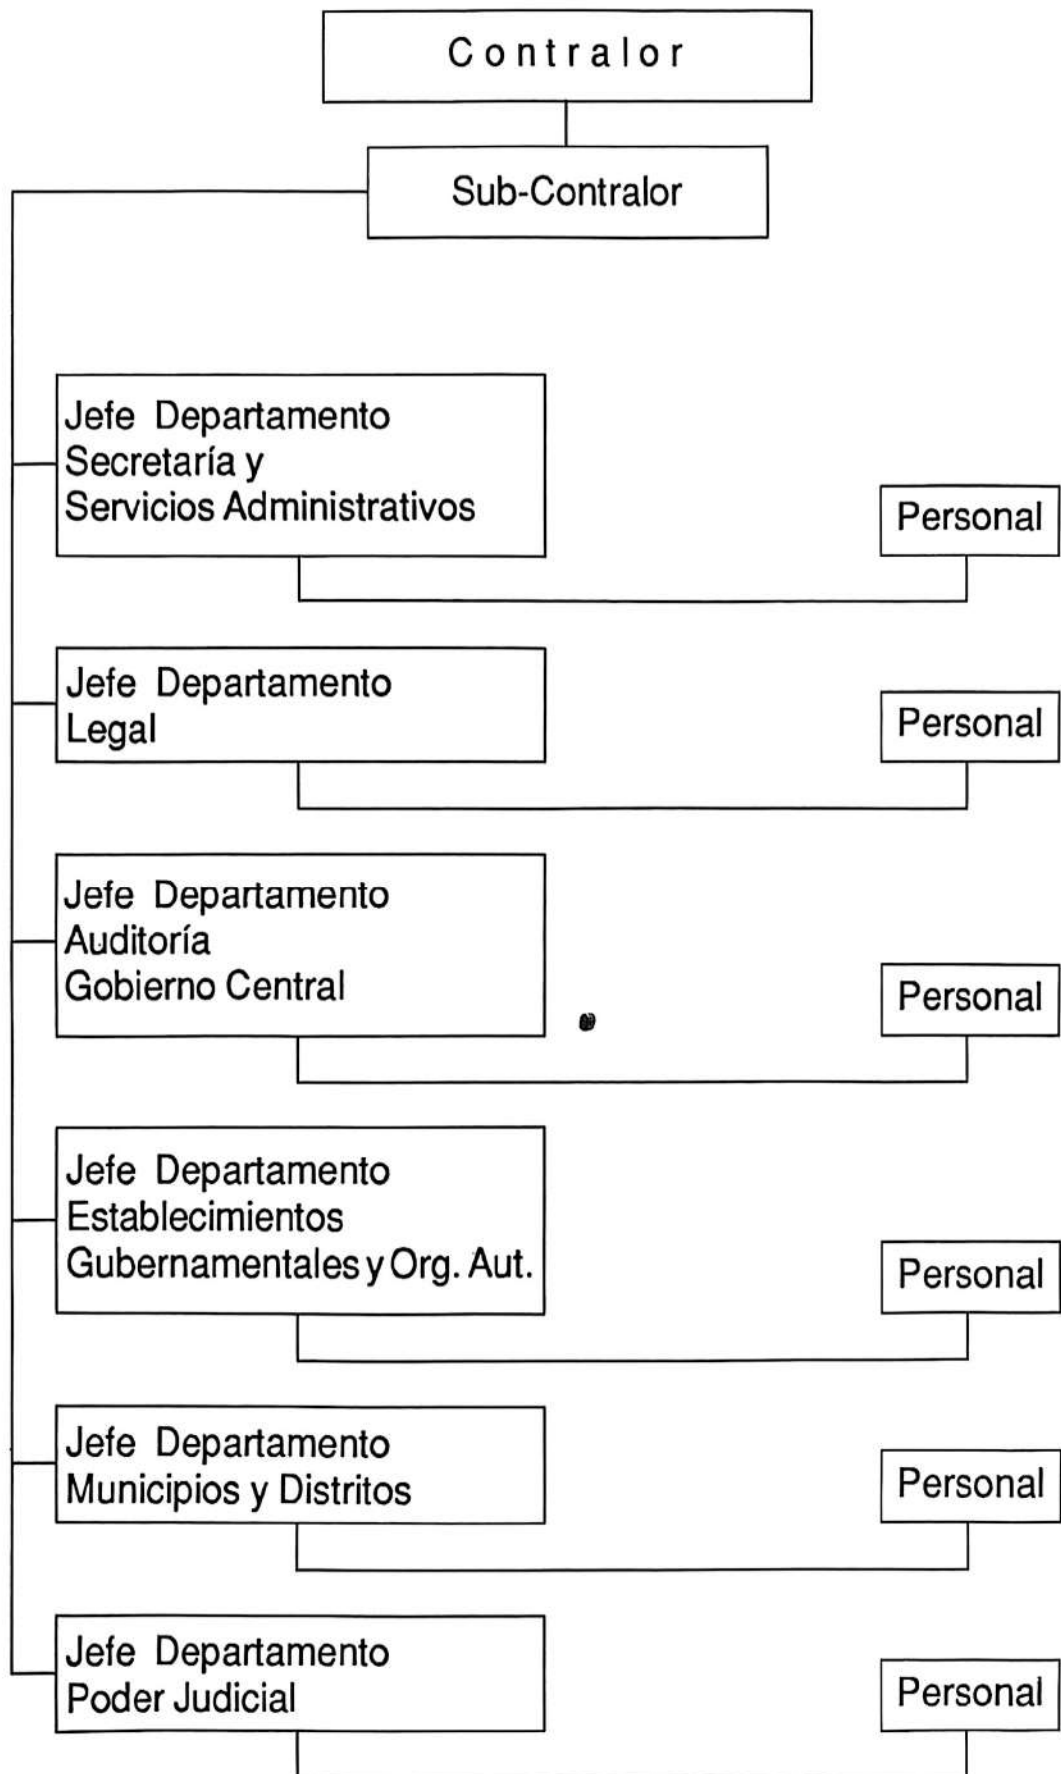 Contralor
Sub-Contralor
Jefe Departamento
Secretaría y
Servicios Administrativos
Personal
Jefe Departamento
Legal
Personal
Jefe Departamento
Auditoría
Gobierno Central
Personal
Jefe Departamento
Establecimientos
Gubernamentales y Org. Aut.
Personal
Jefe Departamento
Municipios y Distritos
Personal
Jefe Departamento
Poder Judicial
Personal